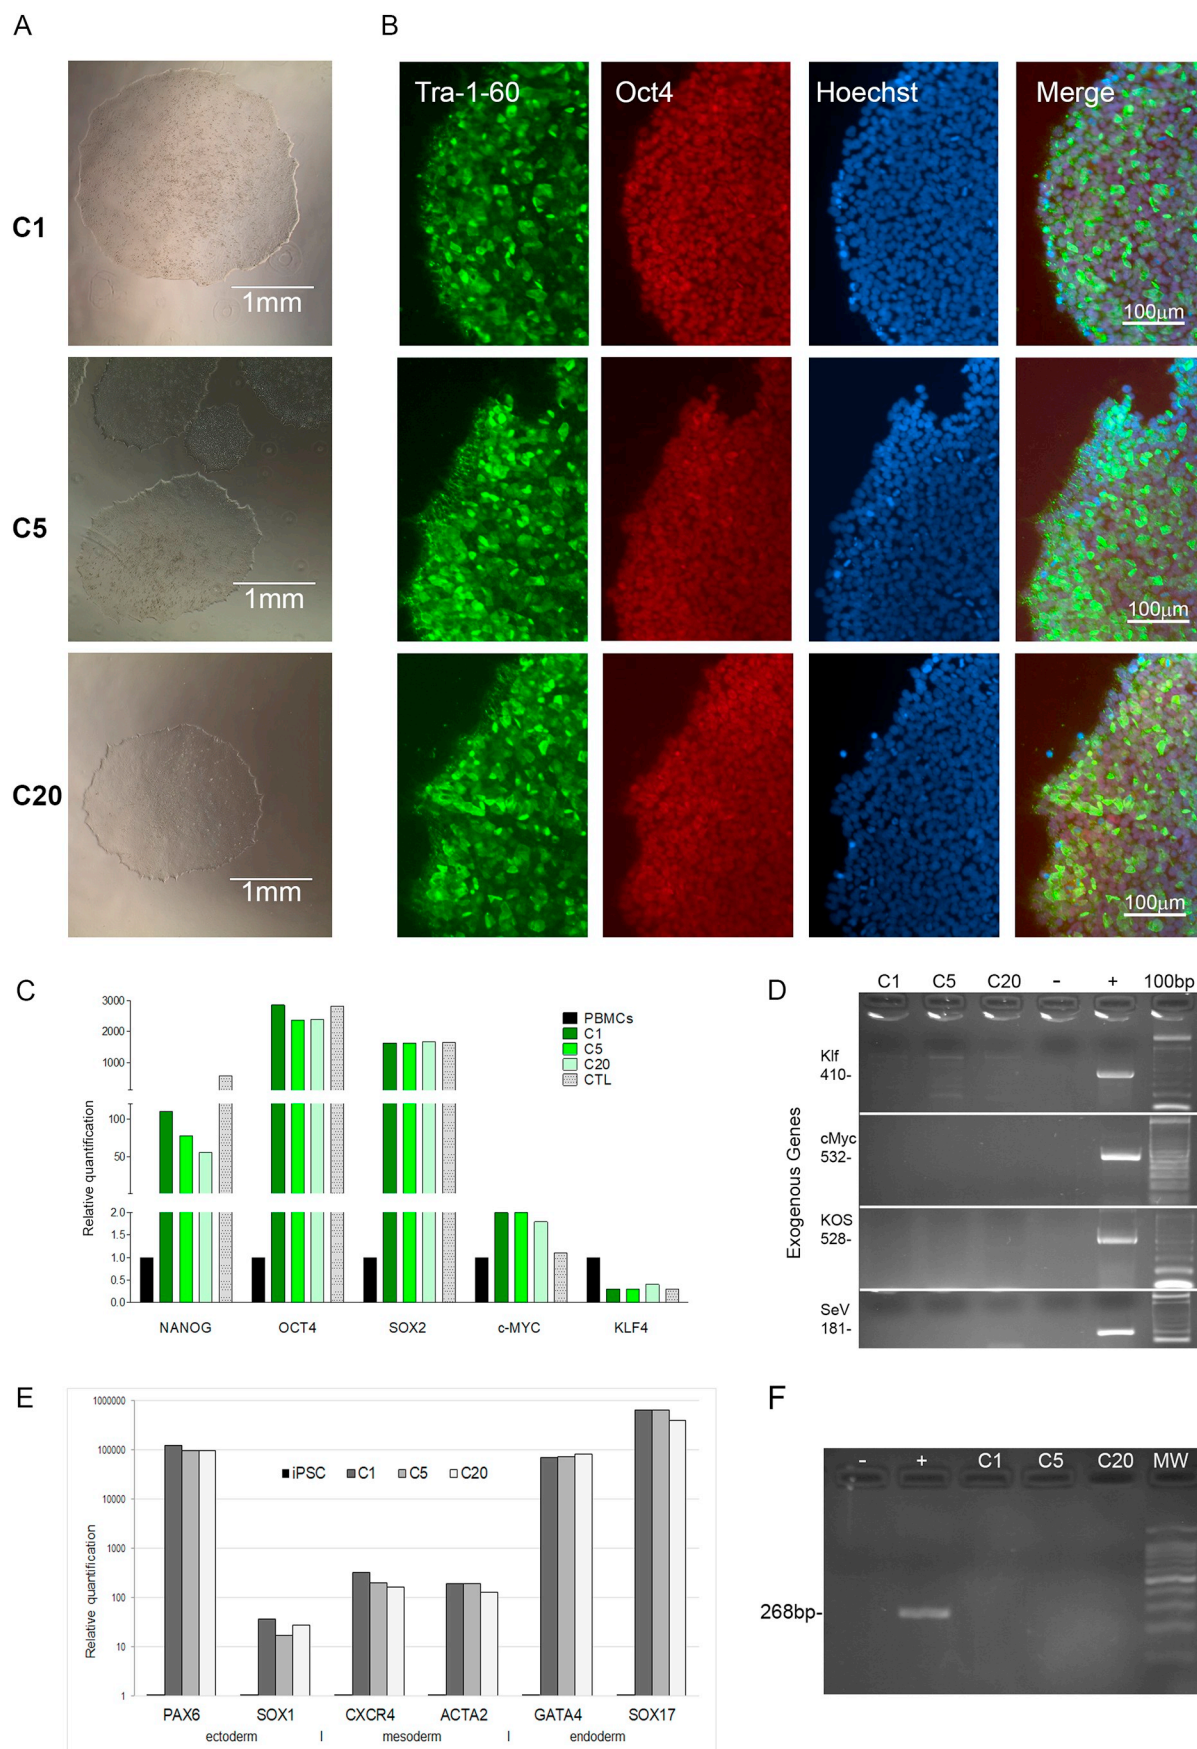 A
B
C1
1mm
Tra-1-60 Oct4 Hoechst Merge
100μm
C5
1mm
100μm
C20
1mm
100μm
C
Relative quantification
3000
2000
1000
100
50
2.0
1.5
1.0
0.5
0.0
PBMCs
C1
C5
C20
CTL
NANOG OCT4 SOX2 c-MYC KLF4
D
C1 C5 C20 - + 100bp
Exogenous Genes
Klf
410-
cMyc
532-
KOS
528-
SeV
181-
E
Relative quantification
1000000
100000
10000
1000
100
10
1
iPSC C1 C5 C20
PAX6 SOX1 CXCR4 ACTA2 GATA4 SOX17
ectoderm I mesoderm I endoderm
F
- + C1 C5 C20 MW
268bp-